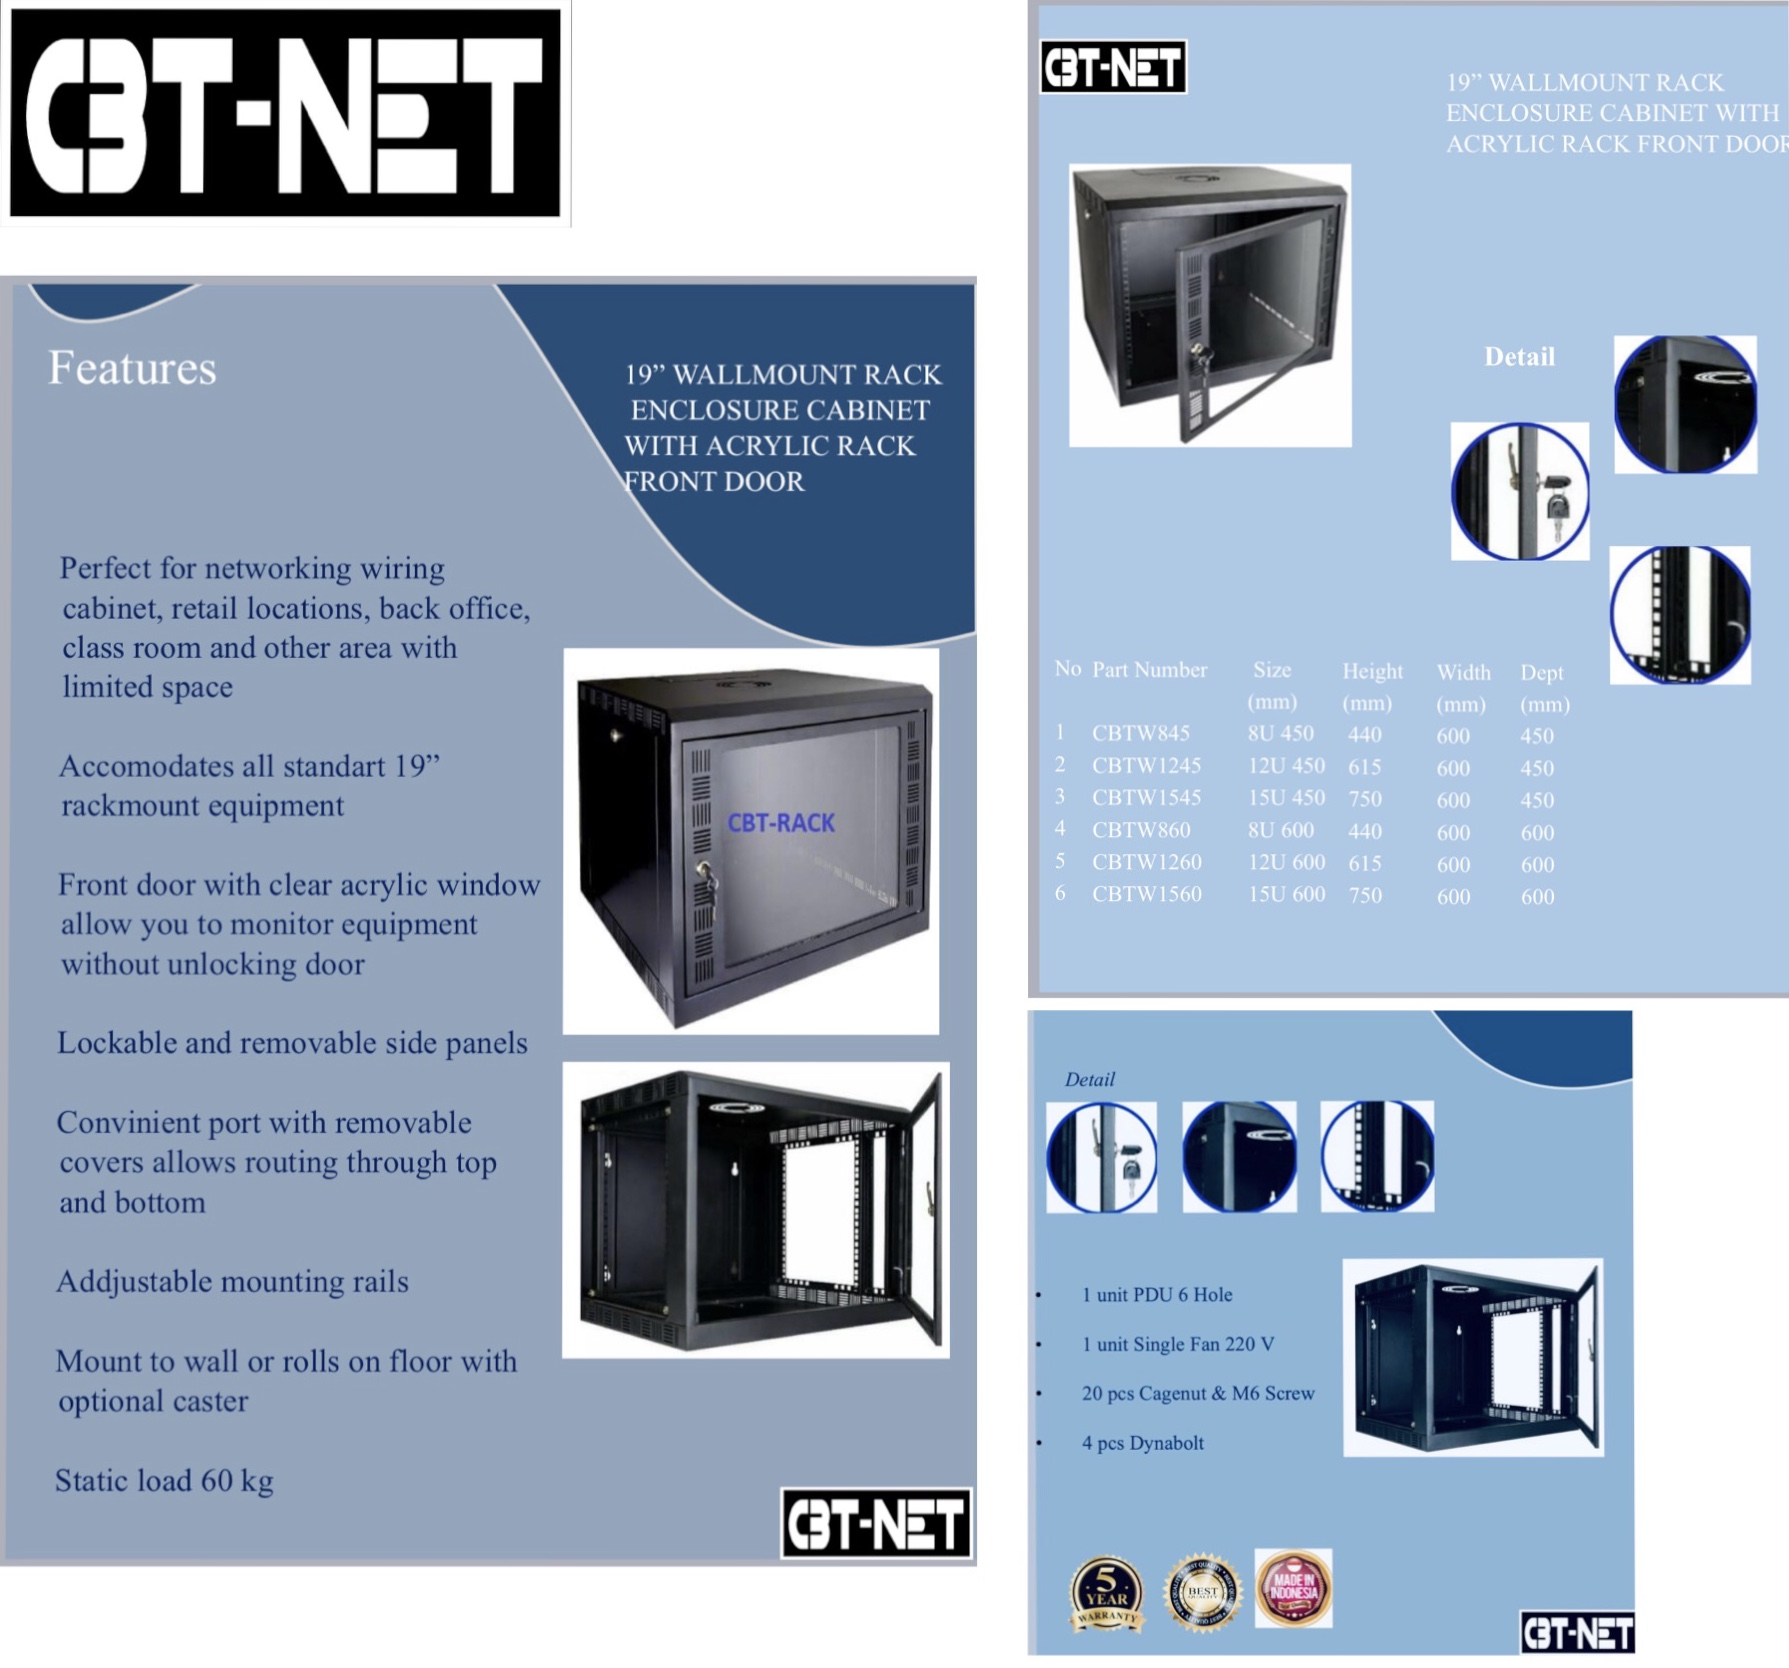 CBT-NET
Features
19” WALLMOUNT RACK
ENCLOSURE CABINET
WITH ACRYLIC RACK
FRONT DOOR
Perfect for networking wiring
cabinet, retail locations, back office,
class room and other area with
limited space
Accomodates all standart 19”
rackmount equipment
Front door with clear acrylic window
allow you to monitor equipment
without unlocking door
Lockable and removable side panels
Convinient port with removable
covers allows routing through top
and bottom
Addjustable mounting rails
Mount to wall or rolls on floor with
optional caster
Static load 60 kg
CBT-RACK
CBT-NET
CBT-NET
19” WALLMOUNT RACK
ENCLOSURE CABINET WITH
ACRYLIC RACK FRONT DOOR
Detail
No Part Number Size Height Width Dept
(mm) (mm) (mm) (mm)
1 CBTW845 8U 450 440 600 450
2 CBTW1245 12U 450 615 600 450
3 CBTW1545 15U 450 750 600 450
4 CBTW860 8U 600 440 600 600
5 CBTW1260 12U 600 615 600 600
6 CBTW1560 15U 600 750 600 600
Detail
• 1 unit PDU 6 Hole
• 1 unit Single Fan 220 V
• 20 pcs Cagenut & M6 Screw
• 4 pcs Dynabolt
5
YEAR
WARRANTY
BEST QUALITY
BEST
QUALITY
MADE IN
INDONESIA
CBT-NET